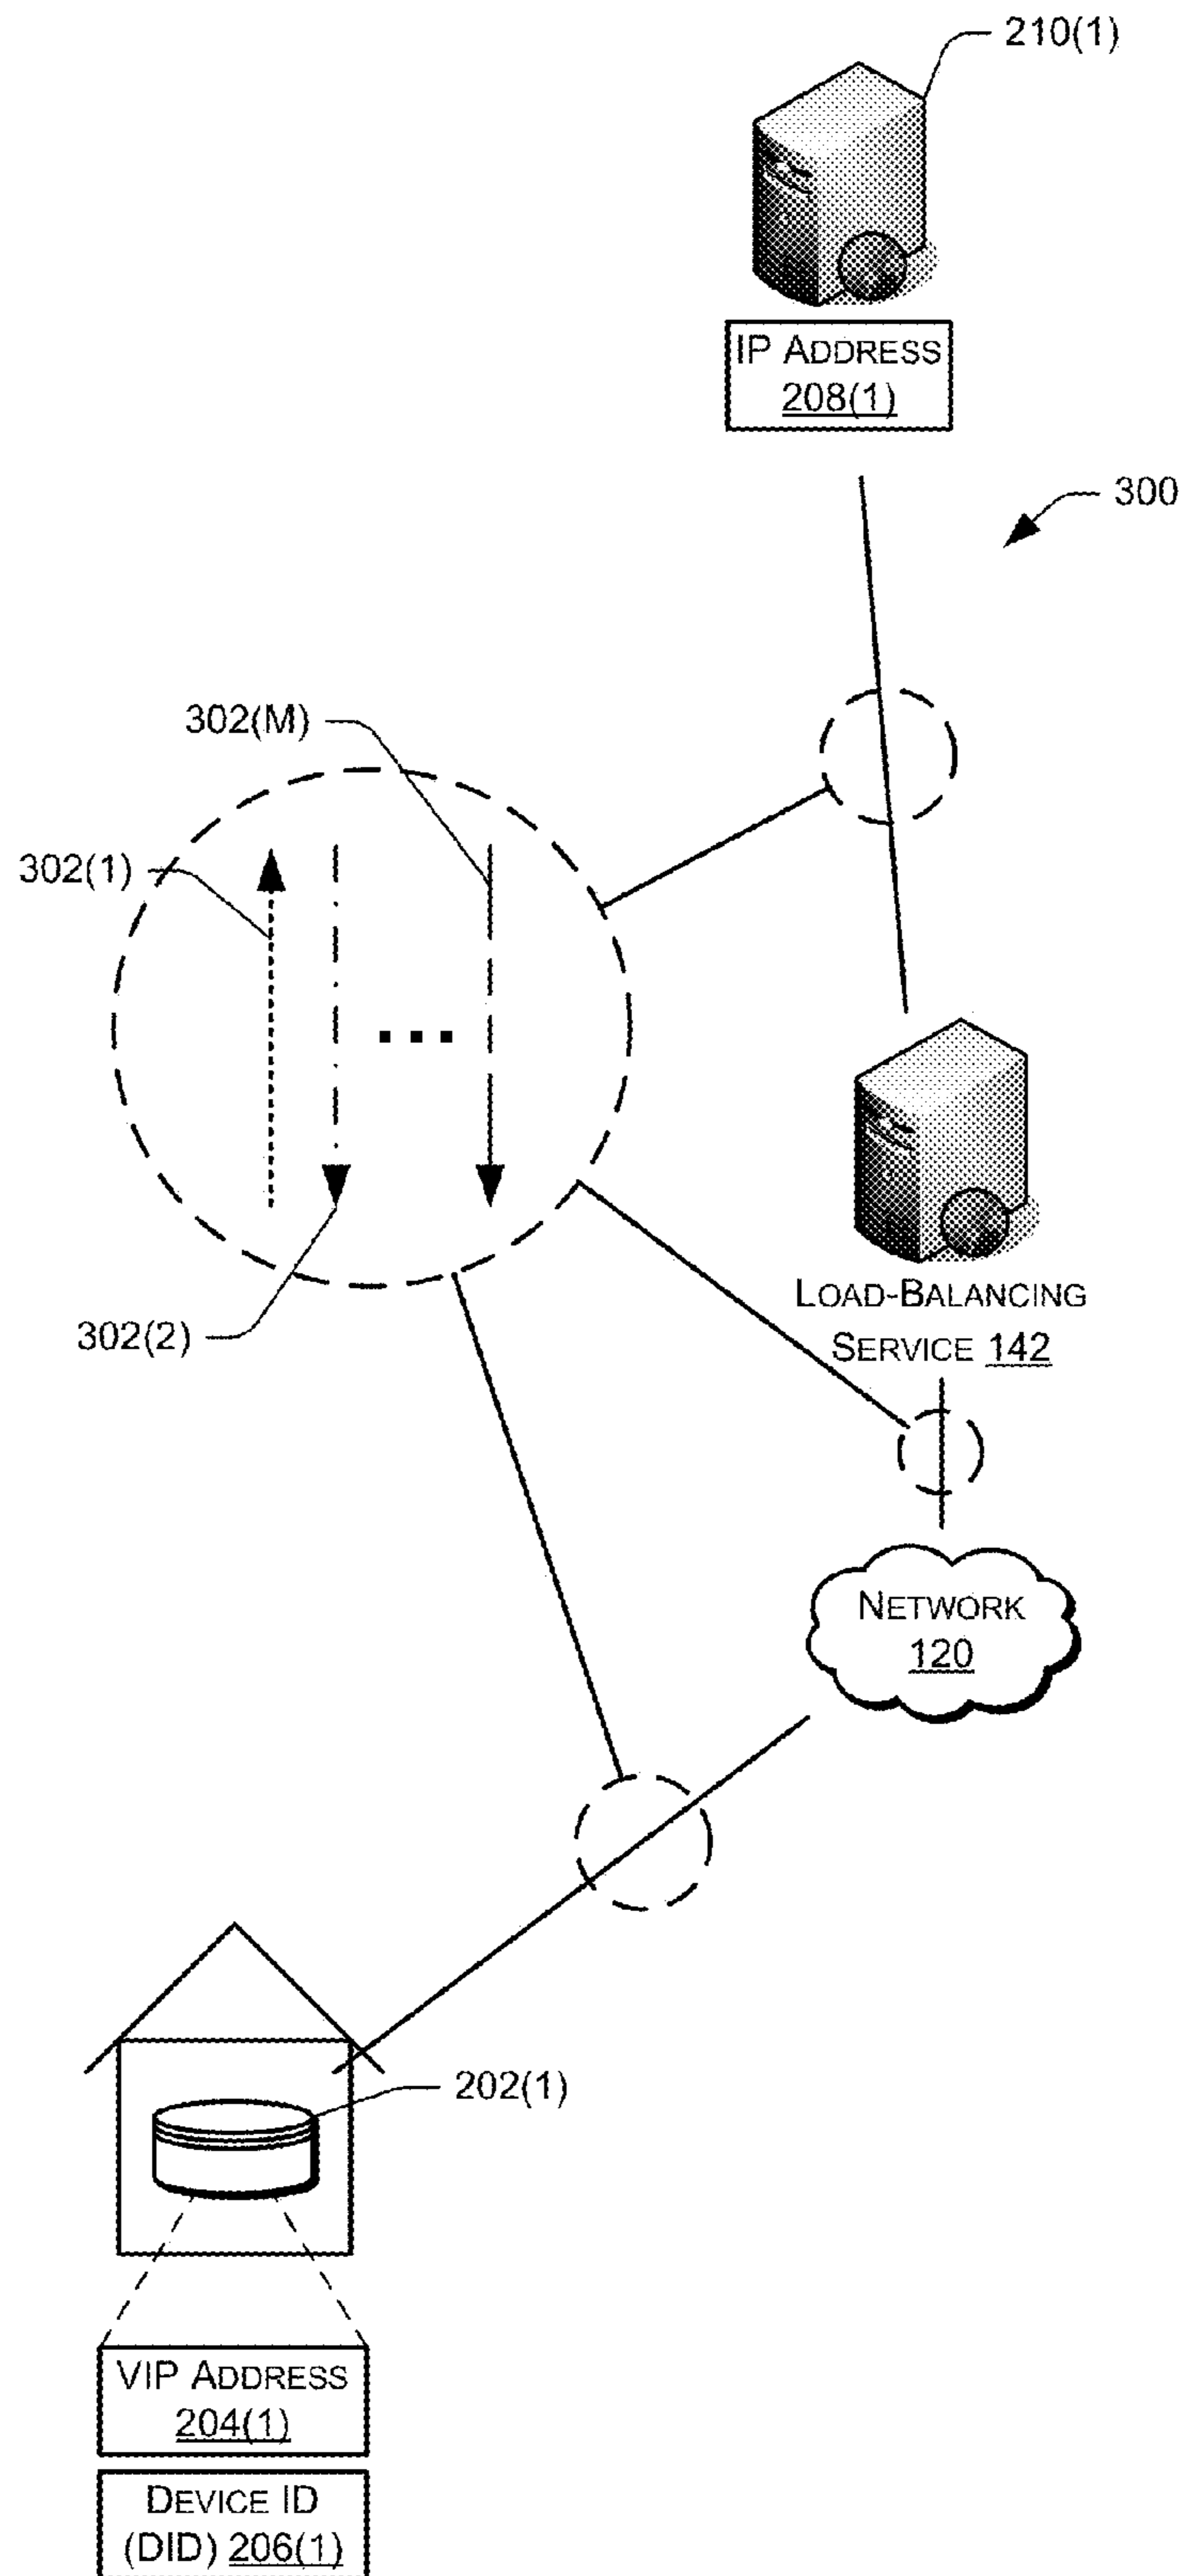 210(1)
IP ADDRESS
208(1)
300
302(M)
302(1)
302(2)
LOAD-BALANCING
SERVICE 142
NETWORK
120
202(1)
VIP ADDRESS
204(1)
DEVICE ID
(DID) 206(1)